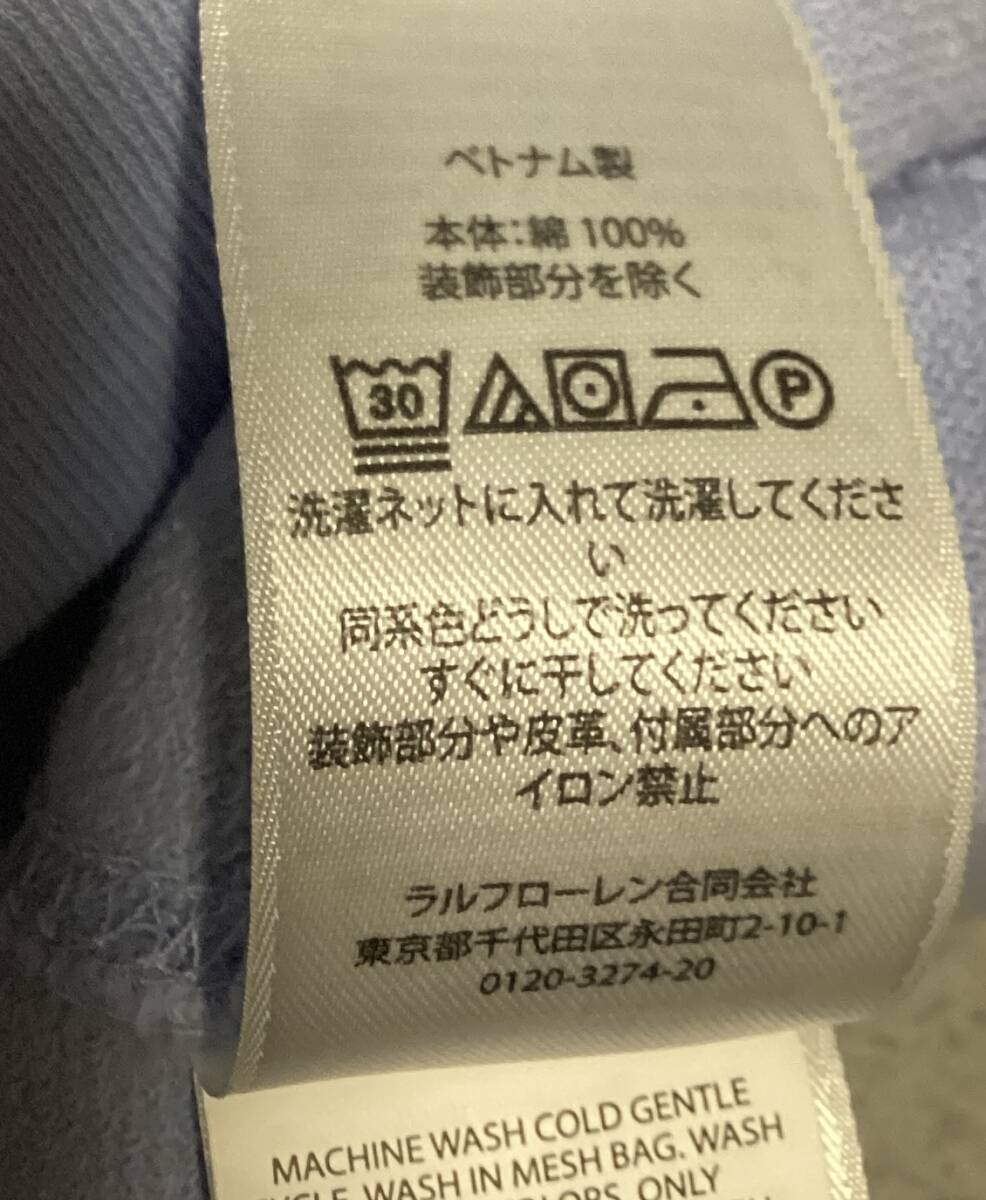 ベトナム製
本体:綿 100%
装飾部分を除く
30 P
洗濯ネットに入れて洗濯してくださ
い
同系色どうしで洗ってください
すぐに干してください
装飾部分や皮革、付属部分へのア
イロン禁止
ラルフローレン合同会社
東京都千代田区永田町2-10-1
0120-3274-20
MACHINE WASH COLD GENTLE
CYCLE. WASH IN MESH BAG. WASH
COLORS. ONLY